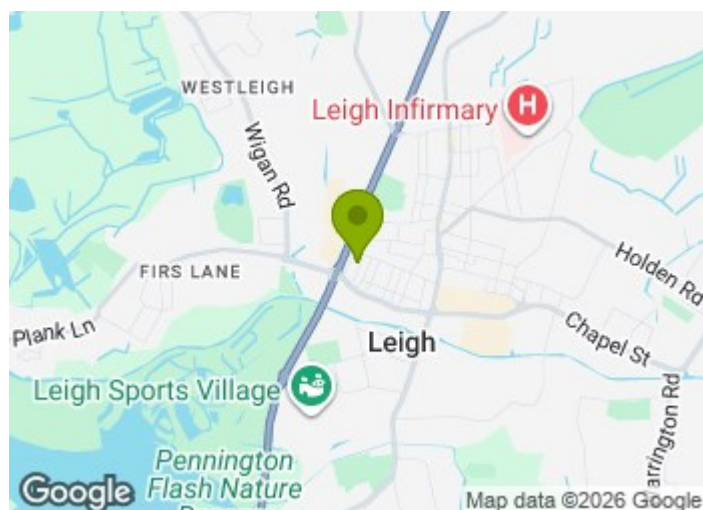 WESTLEIGH
Leigh Infirmary
H
Wigan Rd
Holden Rd
FIRS LANE
Plank Ln
Chapel St
Leigh
Leigh Sports Village
Pennington
Flash Nature
Google
Map data ©2026 Google